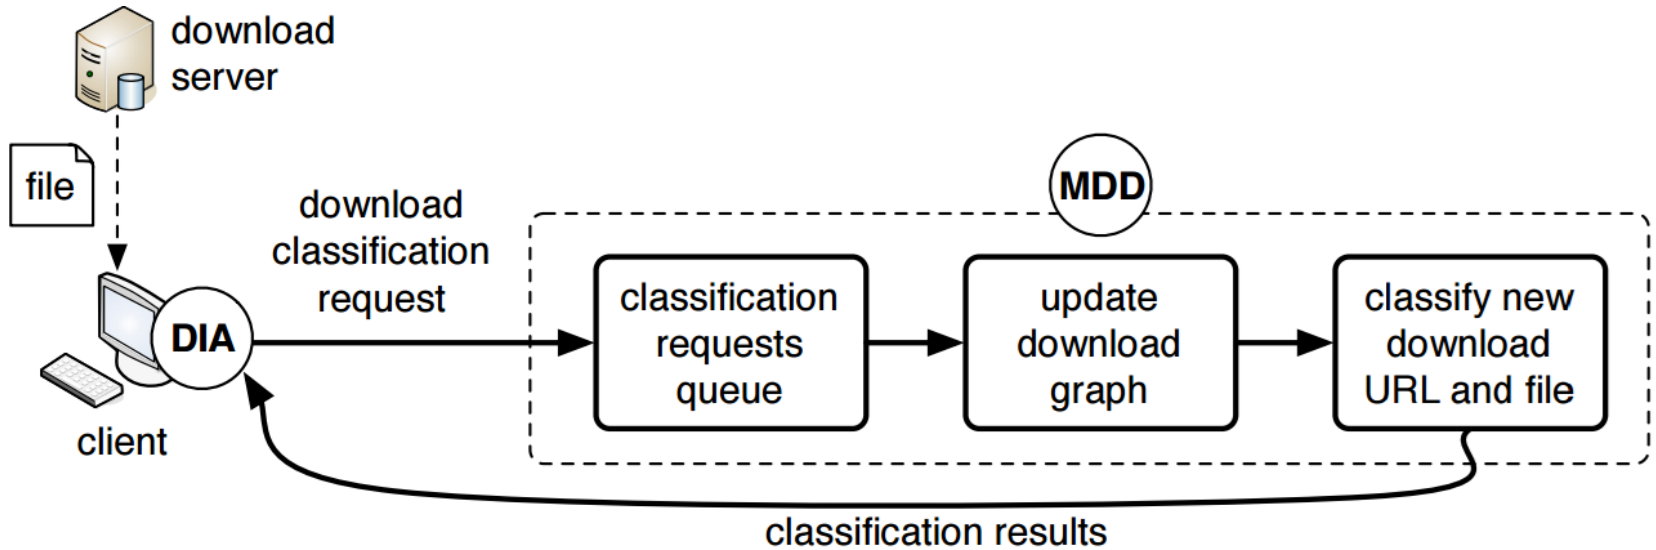 download
server
file
download
classification
request
MDD
classification
requests
queue
update
download
graph
classify new
download
URL and file
DIA
client
classification results